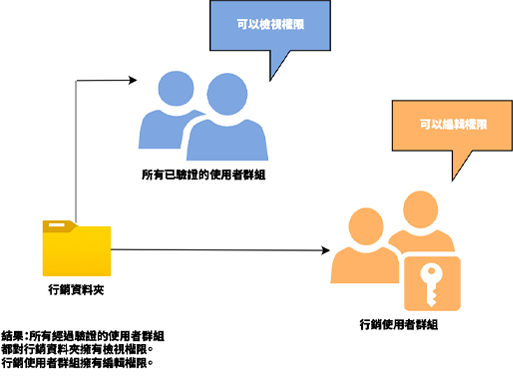 可以檢視權限
所有已驗證的使用者群組
可以編輯權限
行銷資料夾
行銷使用者群組
結果：所有經過驗證的使用者群組
都對行銷資料夾擁有檢視權限。
行銷使用者群組擁有編輯權限。